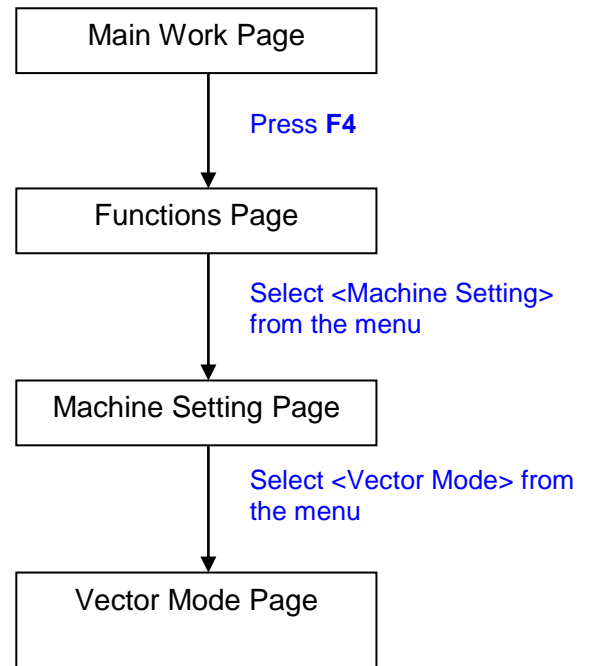 Main Work Page
Press F4
Functions Page
Select <Machine Setting>
from the menu
Machine Setting Page
Select <Vector Mode> from
the menu
Vector Mode Page